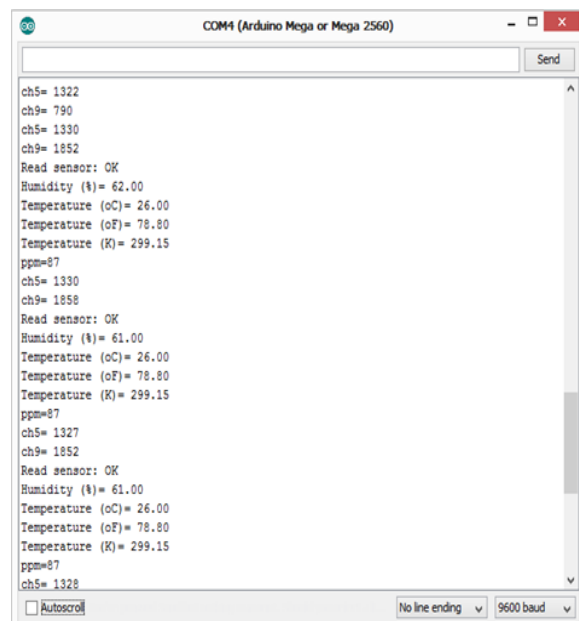 COM4 (Arduino Mega or Mega 2560)
Send
ch5= 1322
ch9= 790
ch5= 1330
ch9= 1852
Read sensor: OK
Humidity (%)= 62.00
Temperature (oC)= 26.00
Temperature (oF)= 78.80
Temperature (K)= 299.15
ppm=87
ch5= 1330
ch9= 1858
Read sensor: OK
Humidity (%)= 61.00
Temperature (oC)= 26.00
Temperature (oF)= 78.80
Temperature (K)= 299.15
ppm=87
ch5= 1327
ch9= 1852
Read sensor: OK
Humidity (%)= 61.00
Temperature (oC)= 26.00
Temperature (oF)= 78.80
Temperature (K)= 299.15
ppm=87
ch5= 1328
Autoscroll No line ending 9600 baud